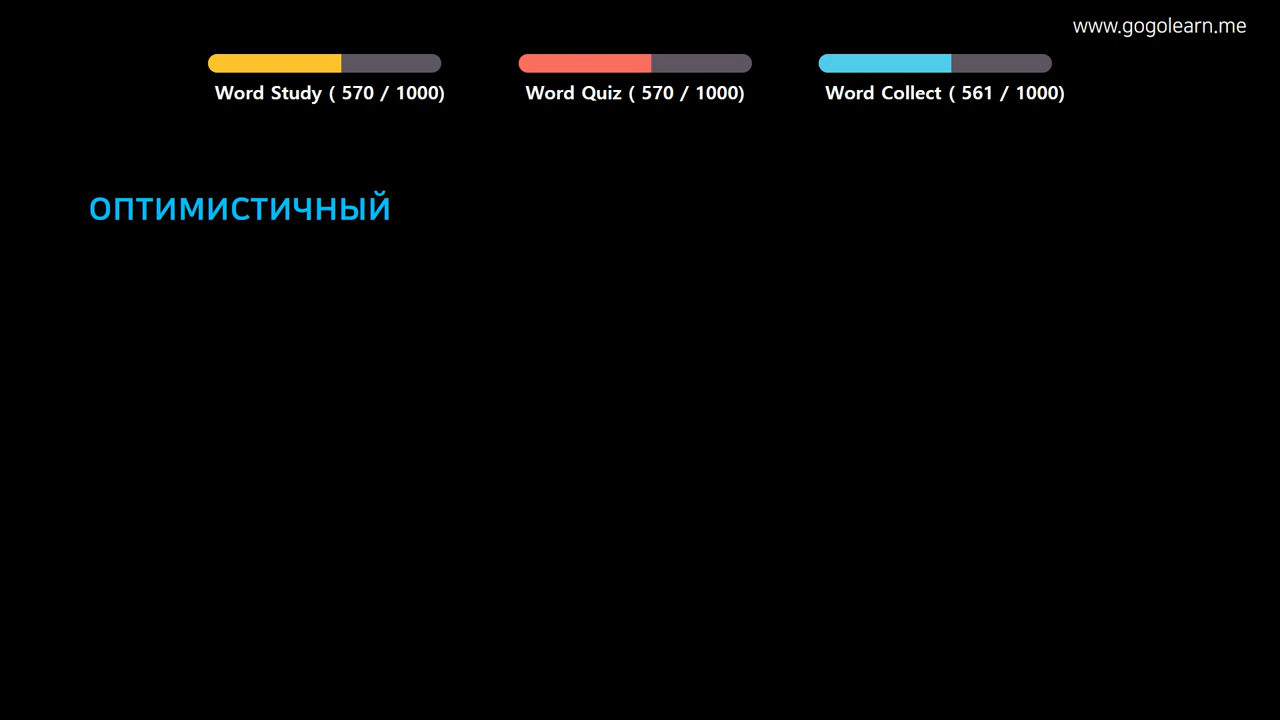 www.gogolearn.me
Word Study ( 570 / 1000)
Word Quiz ( 570 / 1000)
Word Collect ( 561 / 1000)
оптимистичный